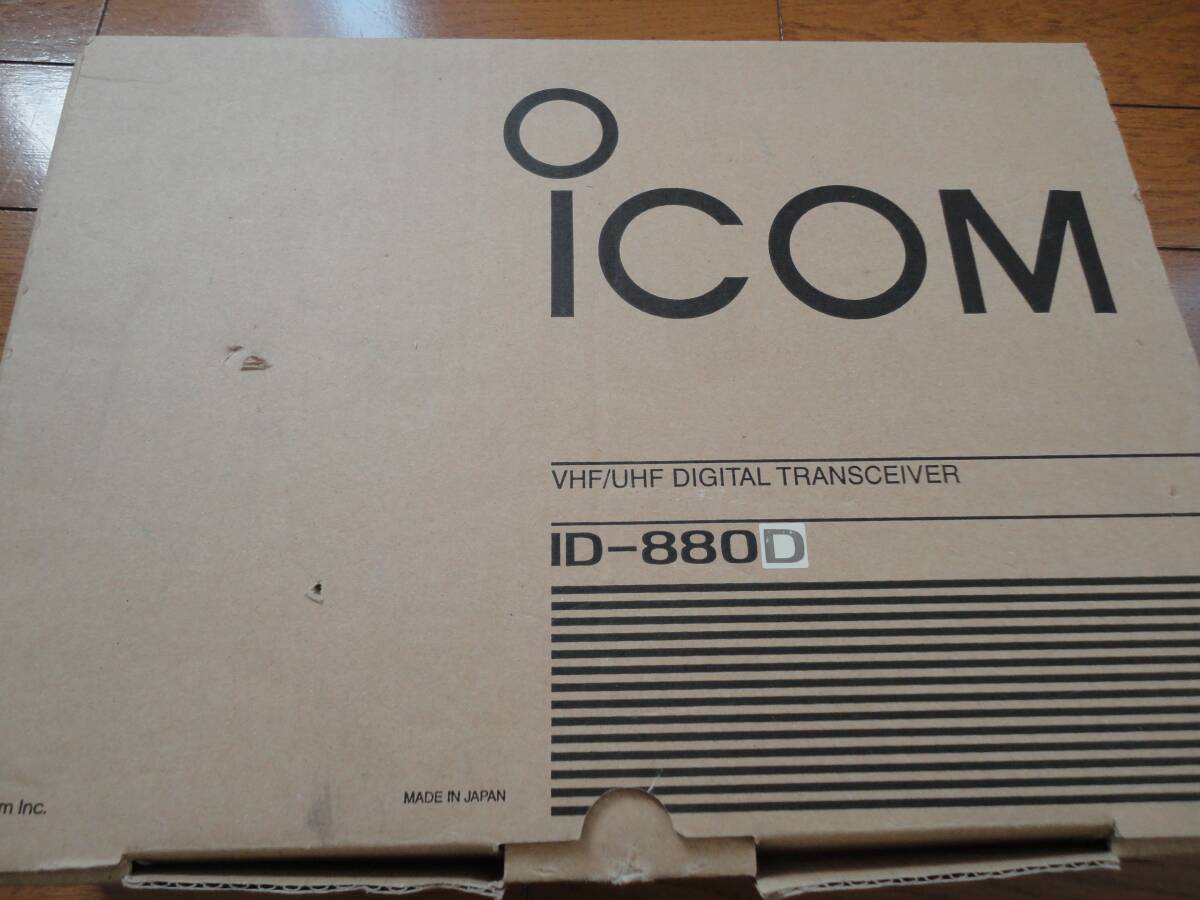 iCOM
VHF/UHF DIGITAL TRANSCEIVER
ID-880D
MADE IN JAPAN
m Inc.